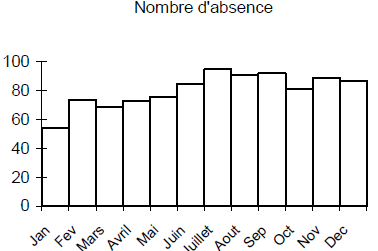 Nombre d'absence
100
80
60
40
20
0
Jan
Fev
Mars
Avril
Mai
Juin
Juillet
Aout
Sep
Oct
Nov
Dec